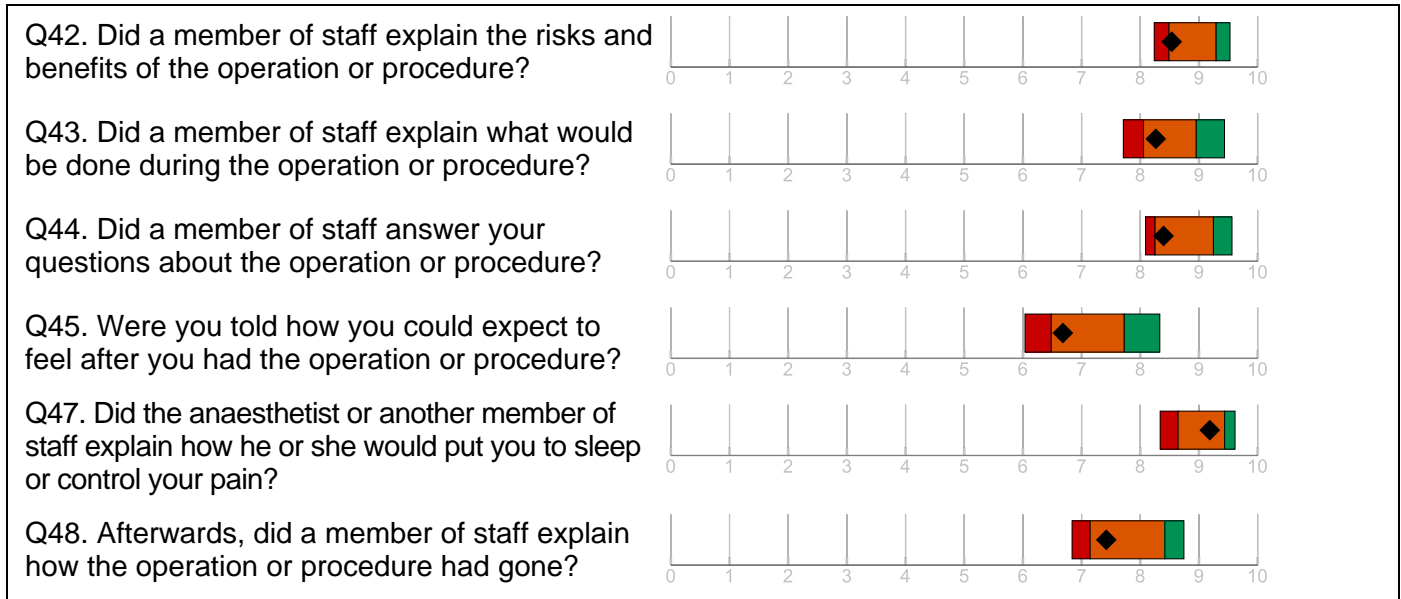 Q42. Did a member of staff explain the risks and
benefits of the operation or procedure?
0 1 2 3 4 5 6 7 8 9 10
Q43. Did a member of staff explain what would
be done during the operation or procedure?
0 1 2 3 4 5 6 7 8 9 10
Q44. Did a member of staff answer your
questions about the operation or procedure?
0 1 2 3 4 5 6 7 8 9 10
Q45. Were you told how you could expect to
feel after you had the operation or procedure?
0 1 2 3 4 5 6 7 8 9 10
Q47. Did the anaesthetist or another member of
staff explain how he or she would put you to sleep
or control your pain?
0 1 2 3 4 5 6 7 8 9 10
Q48. Afterwards, did a member of staff explain
how the operation or procedure had gone?
0 1 2 3 4 5 6 7 8 9 10